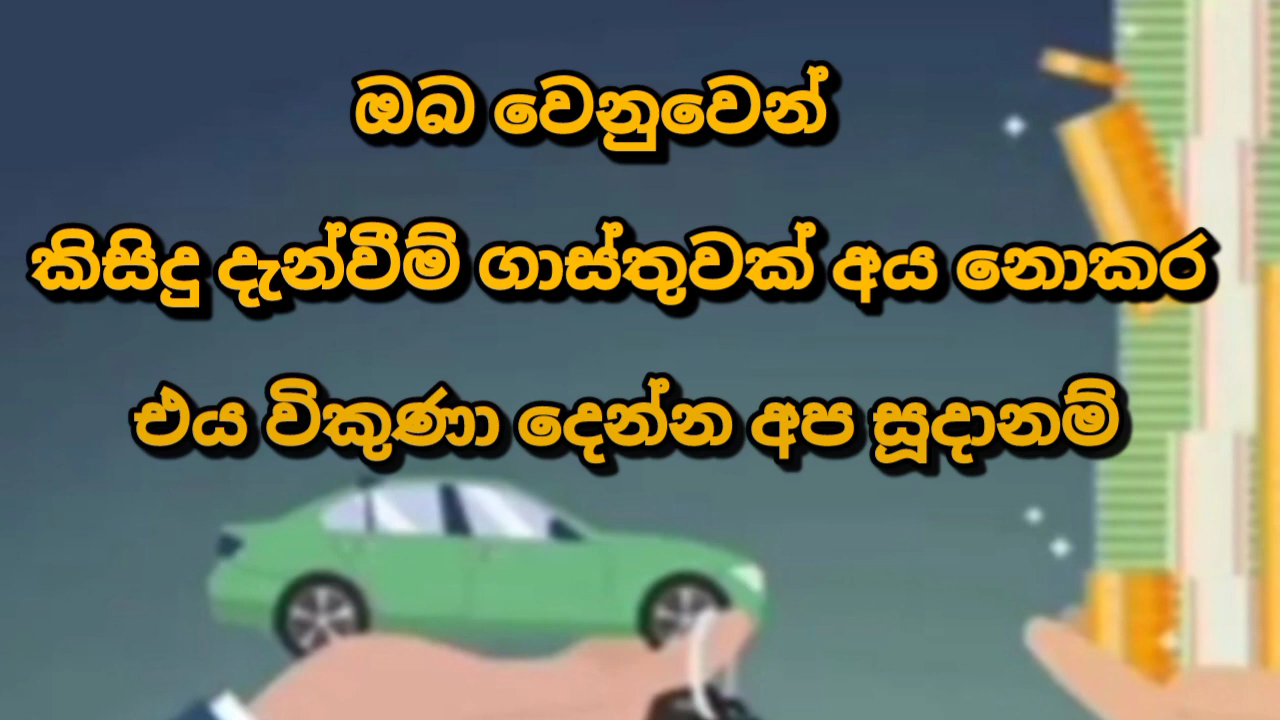 ඔබ වෙනුවෙන්
කිසිදු දැන්වීම් ගාස්තුවක් අය නොකර
එය විකුණා දෙන්න අප සූදානම්